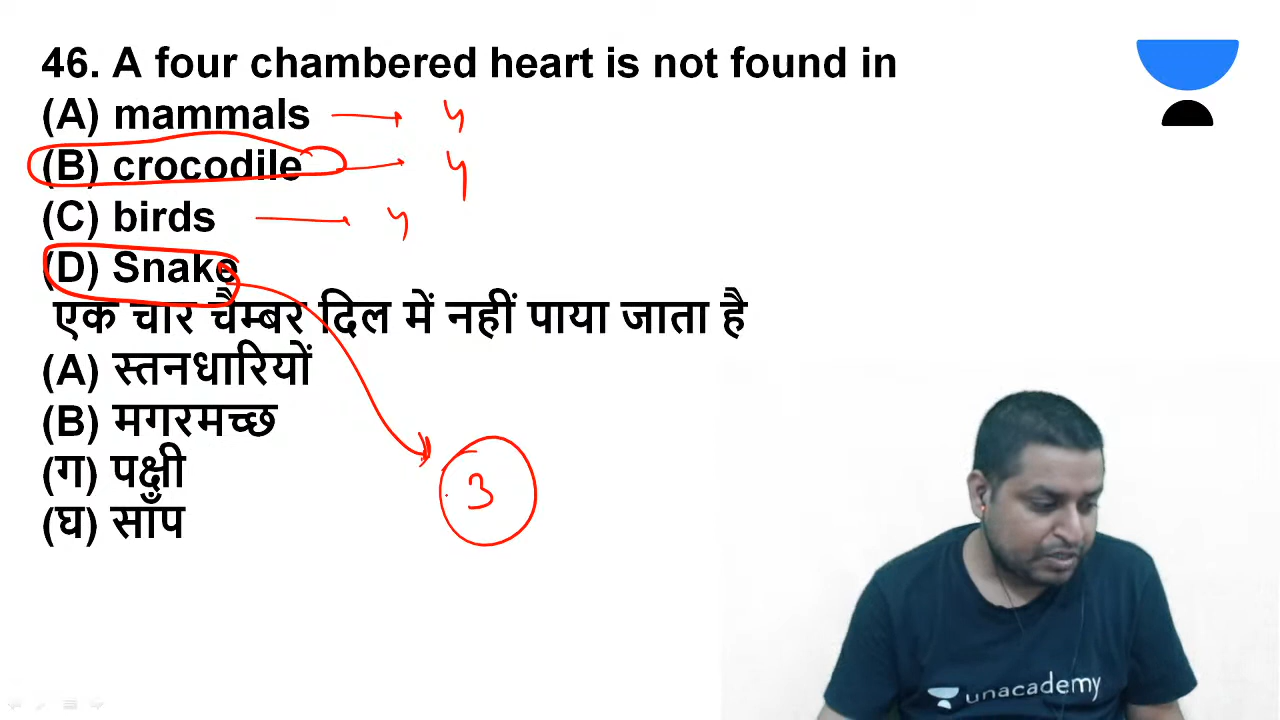 46. A four chambered heart is not found in
(A) mammals → 4
(B) crocodile → 4
(C) birds → 4
(D) Snake
एक चार चैम्बर दिल में नहीं पाया जाता है
(A) स्तनधारियों
(B) मगरमच्छ
(ग) पक्षी
(घ) साँप
3
unacademy